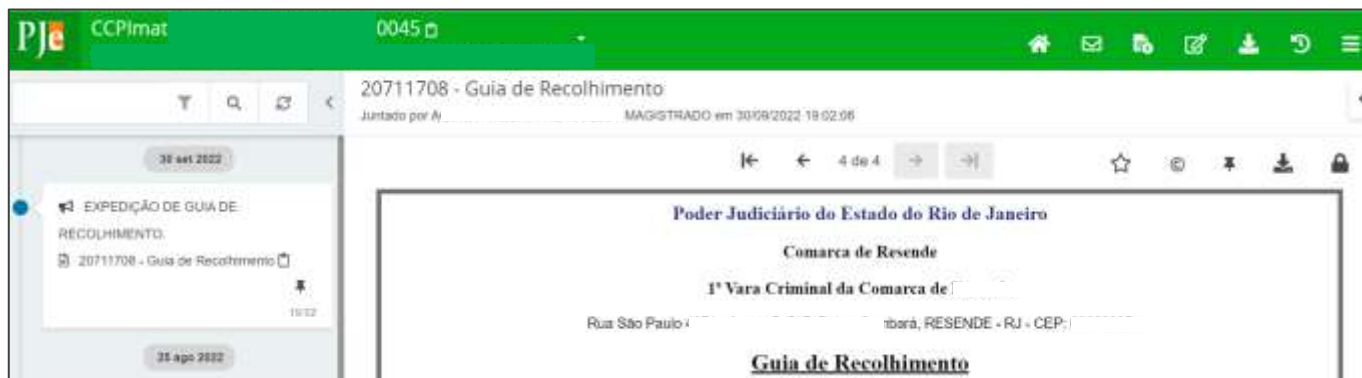 PJe
CCPImat
0045
20711708 - Guia de Recolhimento
Juntado por A
MAGISTRADO em 30/09/2022 19:02:06
30 set 2022
4 de 4
EXPEDIÇÃO DE GUIA DE
RECOLHIMENTO.
20711708 - Guia de Recolhimento
25 ago 2022
Poder Judiciário do Estado do Rio de Janeiro
Comarca de Resende
1ª Vara Criminal da Comarca de
Rua São Paulo
RESENDE - RJ - CEP:
Guia de Recolhimento